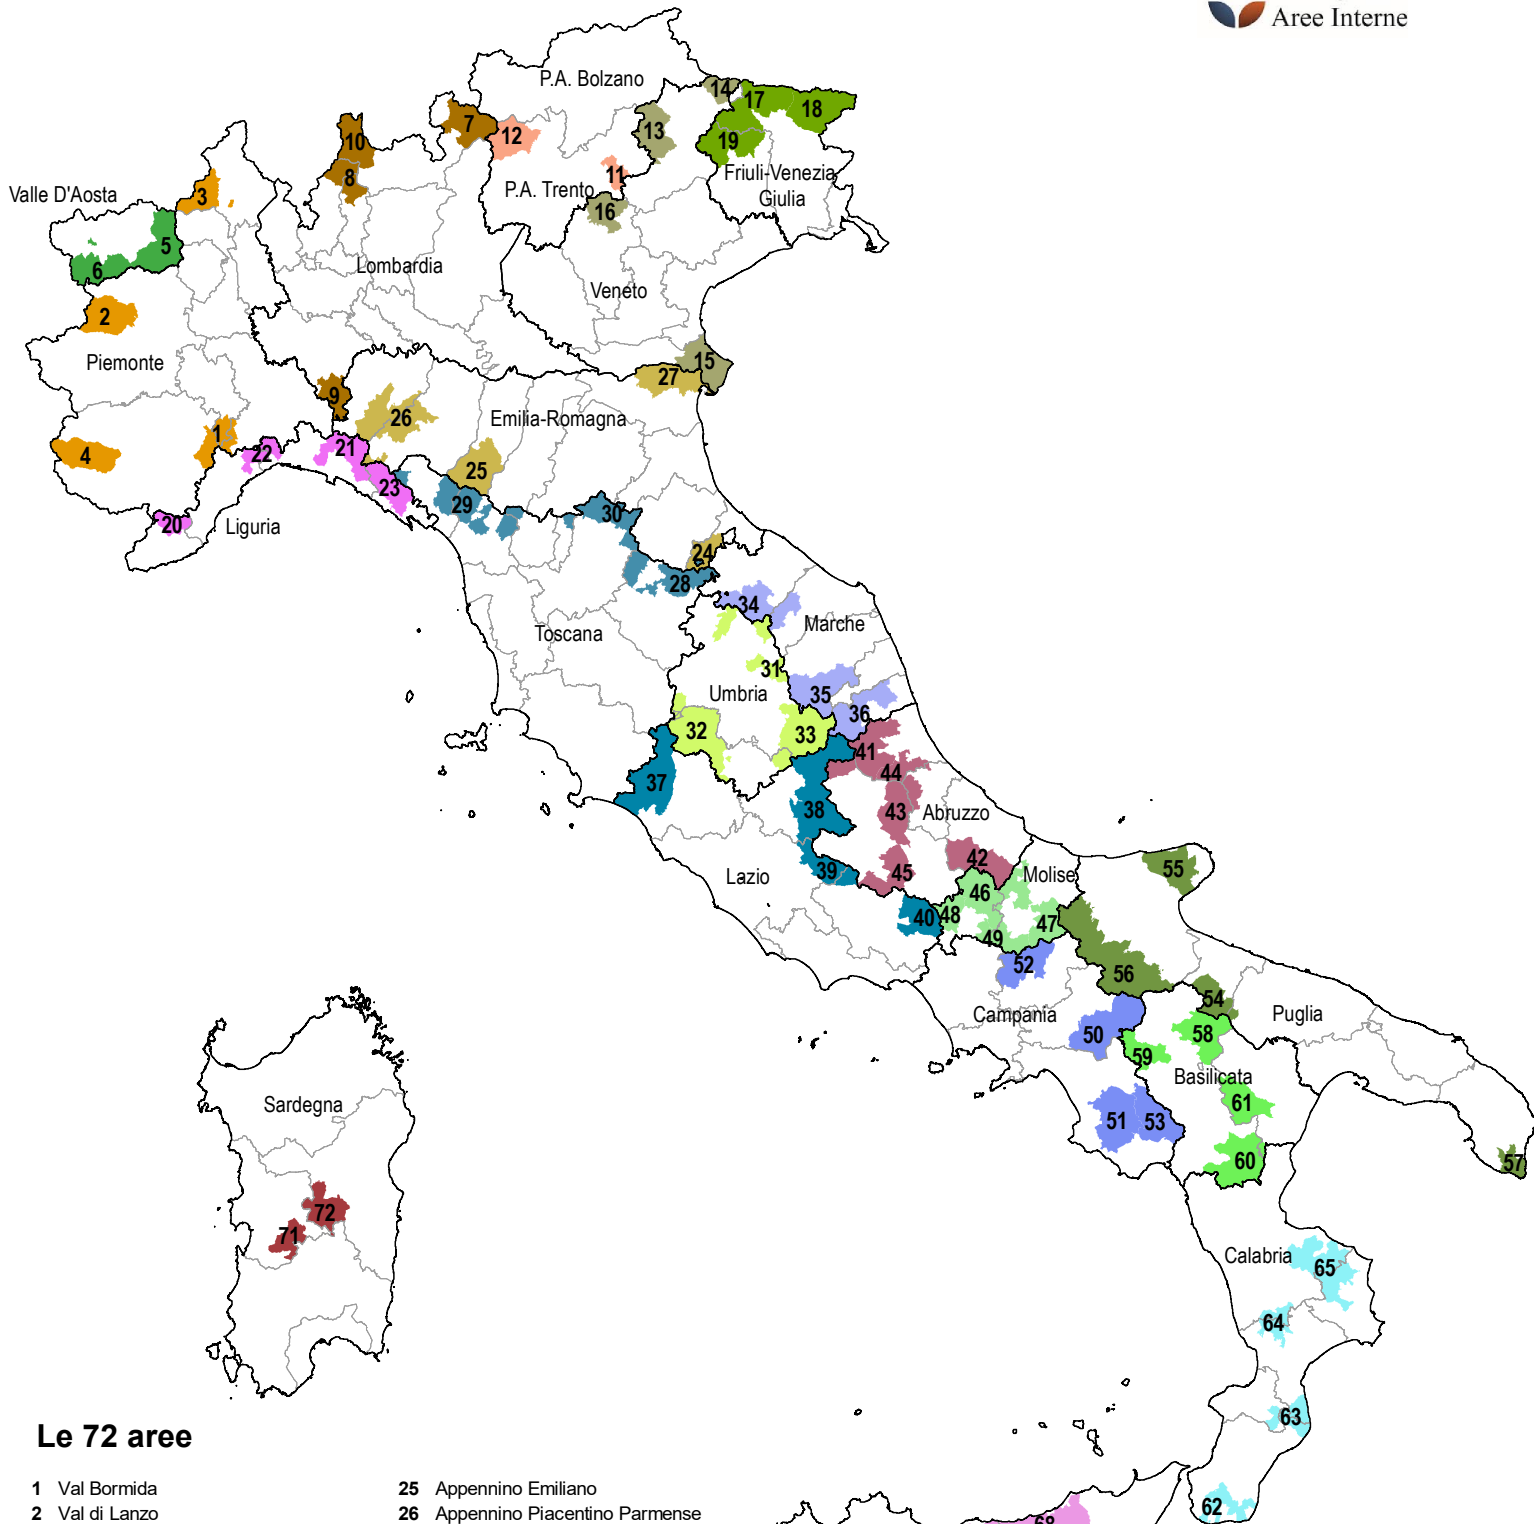 Aree Interne
P.A. Bolzano
14
17
18
7
10
12
13
19
11
8
Valle D'Aosta
3
P.A. Trento
Friuli-Venezia
Giulia
16
5
6
Lombardia
Veneto
2
Piemonte
15
27
9
26
Emilia-Romagna
1
22
21
4
25
23
29
30
20
Liguria
24
28
34
Toscana
Marche
31
Umbria
35
36
32
33
41
44
37
38
43
Abruzzo
42
39
45
Lazio
46
Molise
55
40
48
47
49
52
56
54
Campania
50
58
Puglia
59
Basilicata
Sardegna
61
51
53
60
57
72
71
Calabria
65
64
63
62
68
Le 72 aree
1 Val Bormida
2 Val di Lanzo
25 Appennino Emiliano
26 Appennino Piacentino Parmense